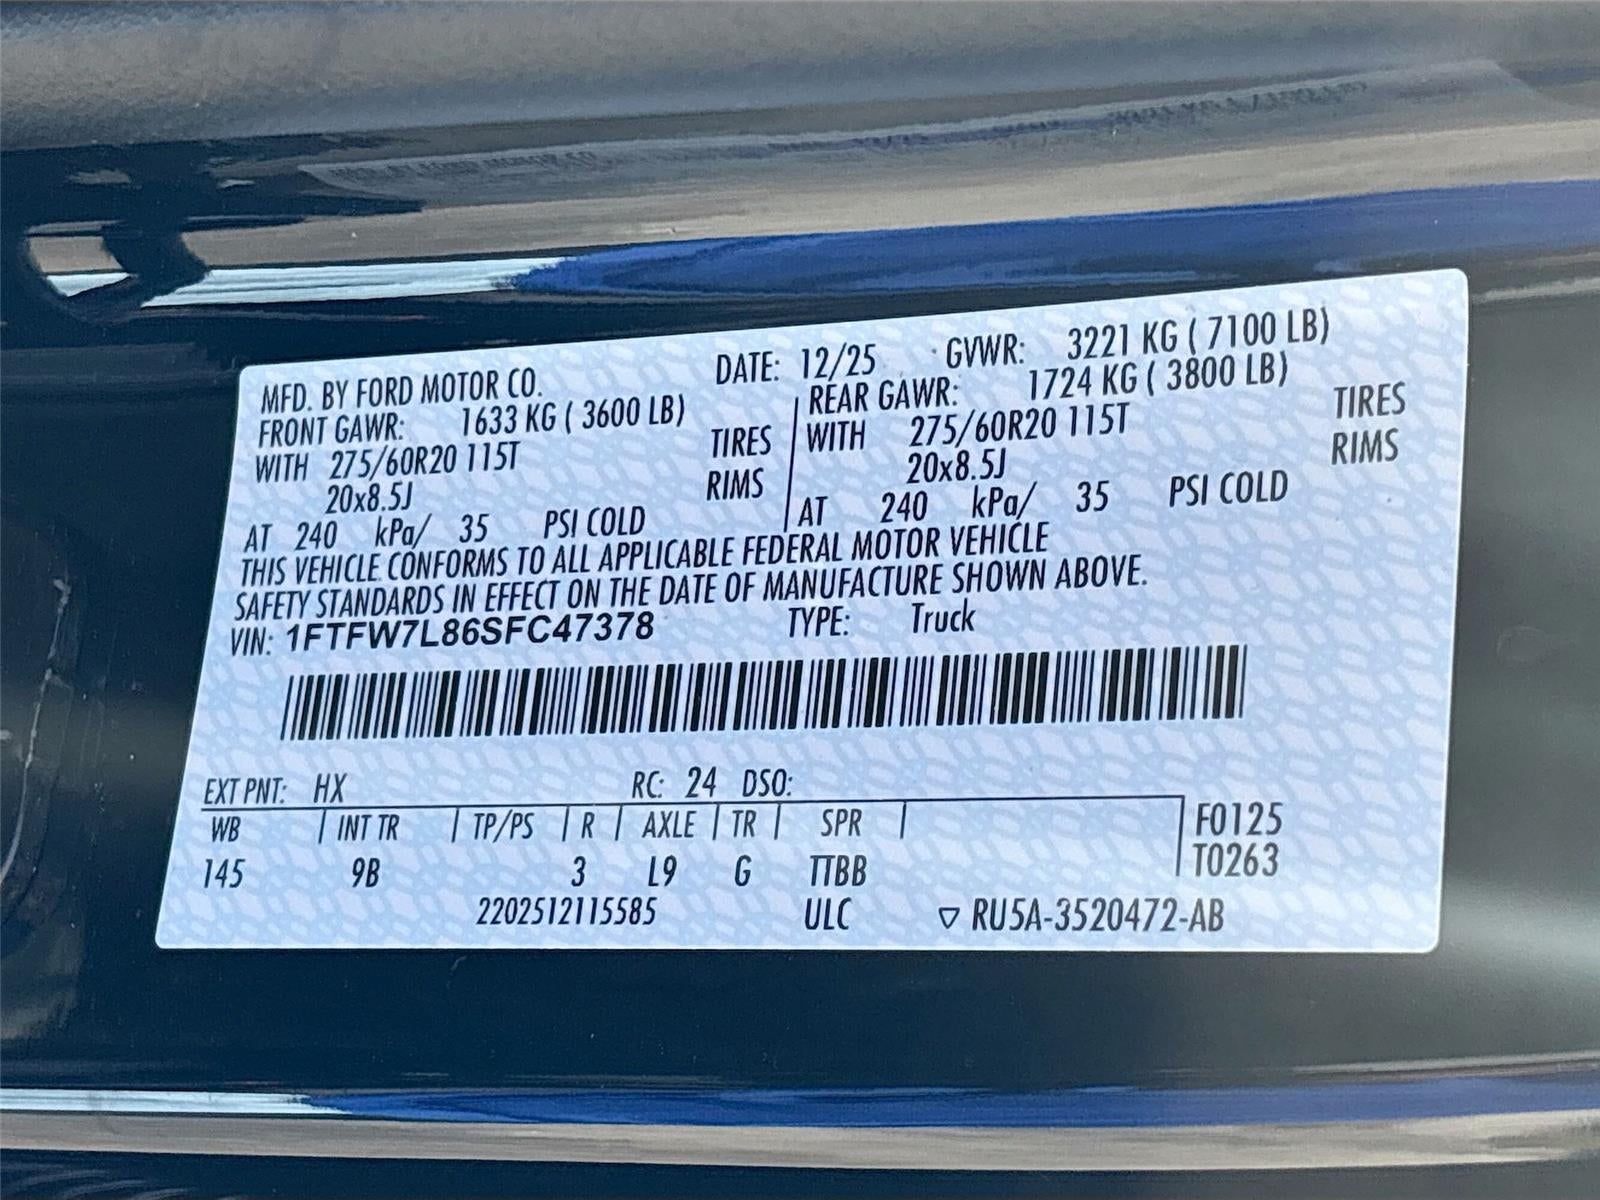 MFD. BY FORD MOTOR CO. DATE: 12/25 GVWR: 3221 KG ( 7100 LB)
FRONT GAWR: 1633 KG ( 3600 LB) REAR GAWR: 1724 KG ( 3800 LB)
WITH 275/60R20 115T TIRES WITH 275/60R20 115T TIRES
20x8.5J RIMS 20x8.5J RIMS
AT 240 kPa/ 35 PSI COLD AT 240 kPa/ 35 PSI COLD
THIS VEHICLE CONFORMS TO ALL APPLICABLE FEDERAL MOTOR VEHICLE
SAFETY STANDARDS IN EFFECT ON THE DATE OF MANUFACTURE SHOWN ABOVE.
VIN: 1FTFW7L86SFC47378 TYPE: Truck
EXT PNT: HX RC: 24 DSO:
WB INT TR TP/PS R AXLE TR SPR F0125
145 9B 3 L9 G TTBB T0263
2202512115585 ULC RU5A-3520472-AB